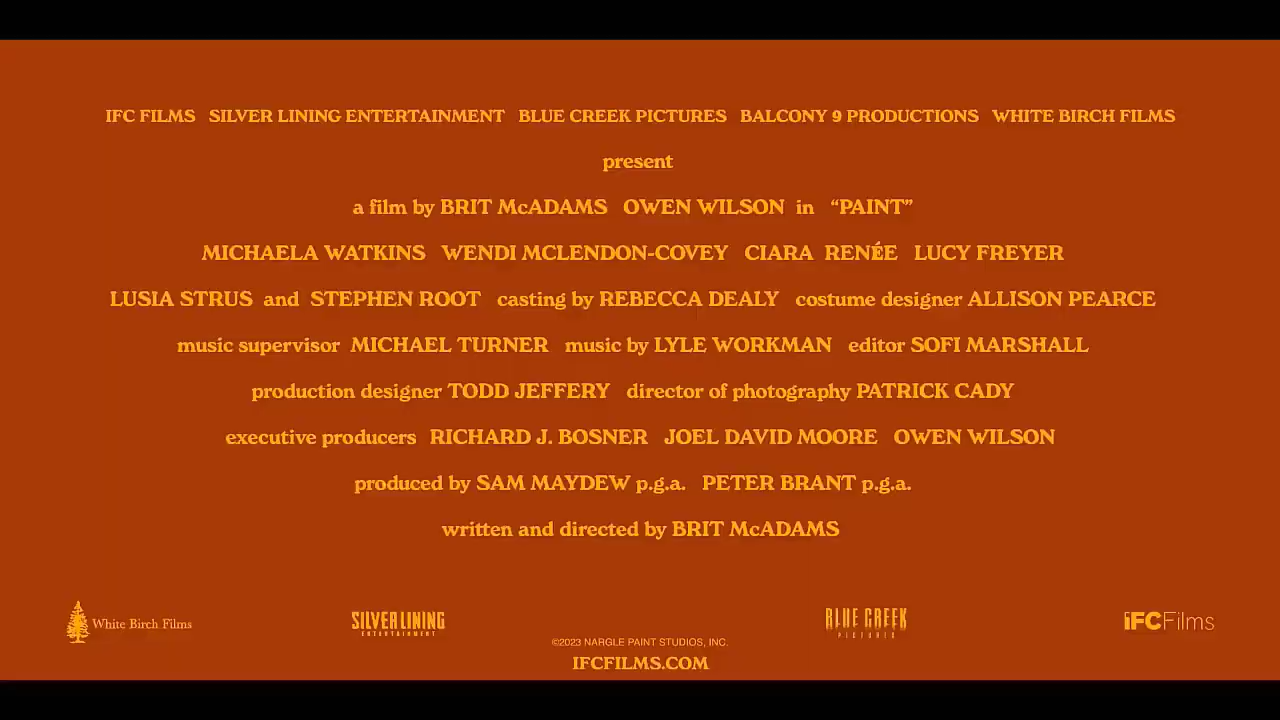 IFC FILMS SILVER LINING ENTERTAINMENT BLUE CREEK PICTURES BALCONY 9 PRODUCTIONS WHITE BIRCH FILMS
present
a film by BRIT McADAMS OWEN WILSON in “PAINT”
MICHAELA WATKINS WENDI MCLENDON-COVEY CIARA RENÉE LUCY FREYER
LUSIA STRUS and STEPHEN ROOT casting by REBECCA DEALY costume designer ALLISON PEARCE
music supervisor MICHAEL TURNER music by LYLE WORKMAN editor SOFI MARSHALL
production designer TODD JEFFERY director of photography PATRICK CADY
executive producers RICHARD J. BOSNER JOEL DAVID MOORE OWEN WILSON
produced by SAM MAYDEW p.g.a. PETER BRANT p.g.a.
written and directed by BRIT McADAMS
White Birch Films
SILVER LINING
ENTERTAINMENT
BLUE CREEK
PICTURES
iFC Films
©2023 NARGLE PAINT STUDIOS, INC.
IFCFILMS.COM